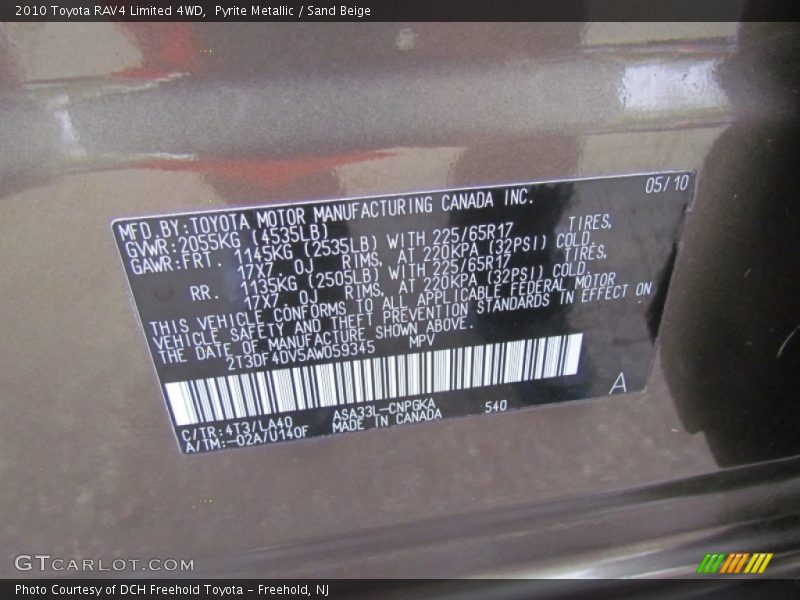 2010 Toyota RAV4 Limited 4WD, Pyrite Metallic / Sand Beige
05/10
MFD.BY:TOYOTA MOTOR MANUFACTURING CANADA INC.
GVWR:2055KG (4535LB)
GAWR:FRT. 1145KG (2535LB) WITH 225/65R17 TIRES,
17X7.0J RIMS, AT 220KPA (32PSI) COLD.
RR. 1135KG (2505LB) WITH 225/65R17 TIRES,
17X7.0J RIMS, AT 220KPA (32PSI) COLD.
THIS VEHICLE CONFORMS TO ALL APPLICABLE FEDERAL MOTOR
VEHICLE SAFETY AND THEFT PREVENTION STANDARDS IN EFFECT ON
THE DATE OF MANUFACTURE SHOWN ABOVE.
2T3DF4DV5AW059345 MPV
A
C/TR:4T3/LA40 ASA33L-CNPGKA 540
A/TM:-02A/U140F MADE IN CANADA
GTCARLOT.COM
Photo Courtesy of DCH Freehold Toyota - Freehold, NJ